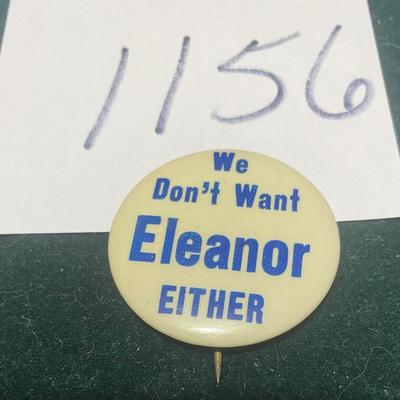 1156
We
Don't Want
Eleanor
EITHER